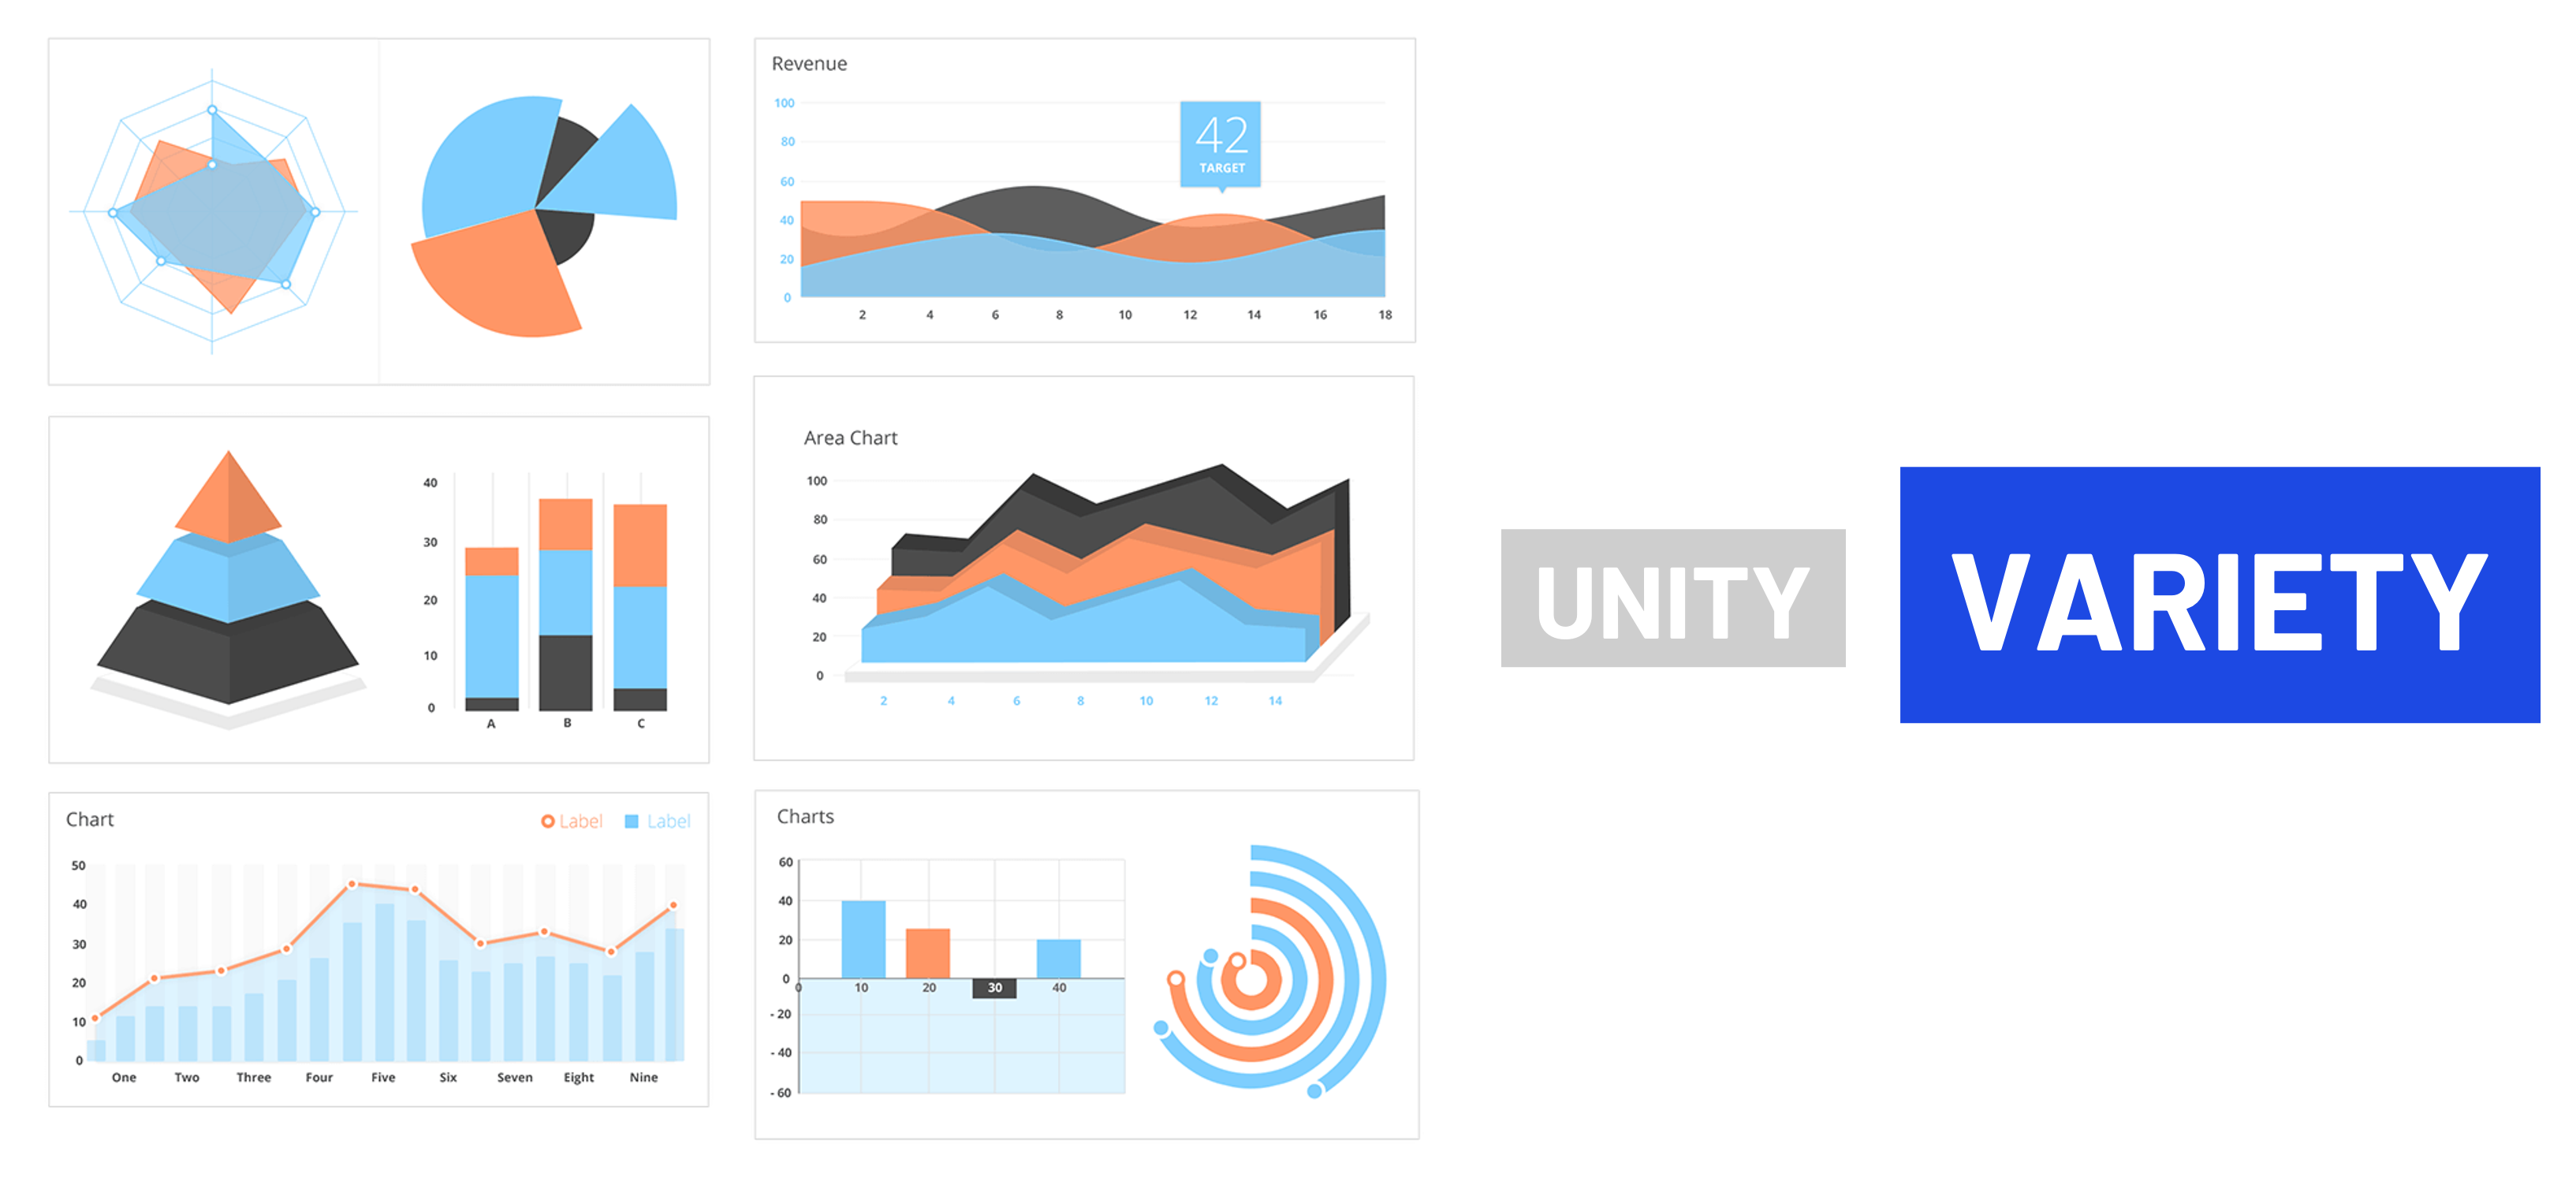 Revenue
100
80
60
40
20
0
42
TARGET
2 4 6 8 10 12 14 16 18
40
30
20
10
0
A B C
Area Chart
100
80
60
40
20
0
2 4 6 8 10 12 14
UNITY
VARIETY
Chart
Label Label
50
40
30
20
10
0
One Two Three Four Five Six Seven Eight Nine
Charts
60
40
20
0
0 10 20 30 40
- 20
- 40
- 60